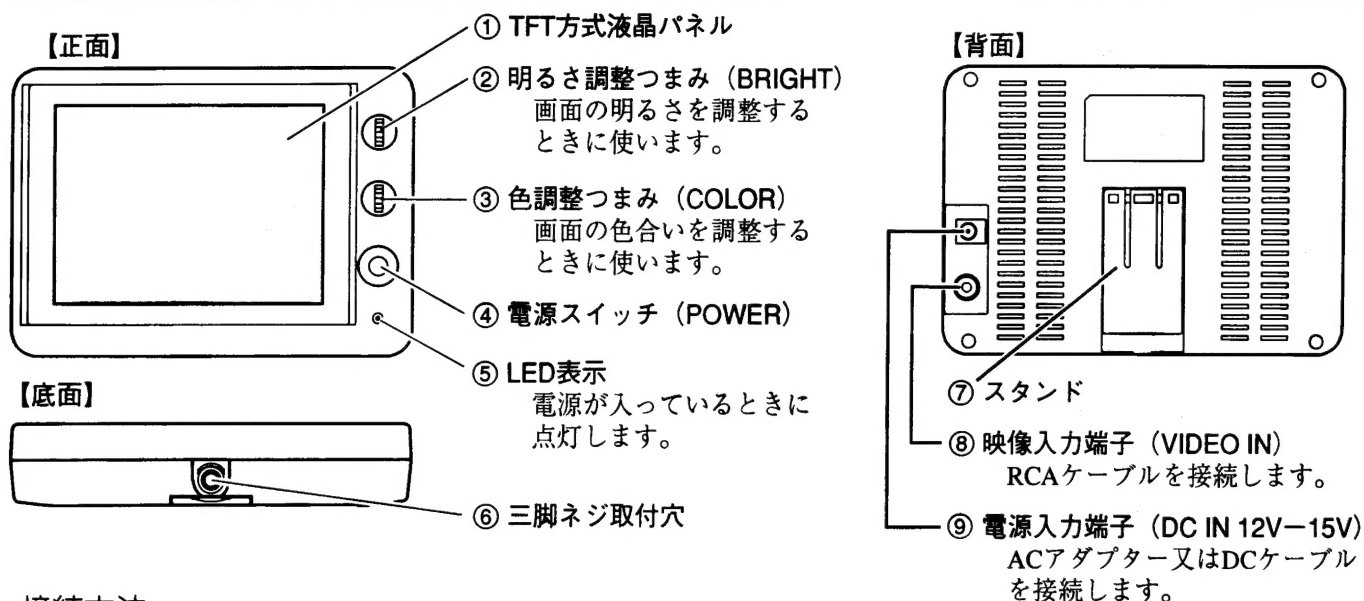 【正面】
① TFT方式液晶パネル
② 明るさ調整つまみ（BRIGHT）
画面の明るさを調整する
ときに使います。
③ 色調整つまみ（COLOR）
画面の色合いを調整する
ときに使います。
④ 電源スイッチ（POWER）
⑤ LED表示
電源が入っているときに
点灯します。
【底面】
⑥ 三脚ネジ取付穴
【背面】
⑦ スタンド
⑧ 映像入力端子（VIDEO IN）
RCAケーブルを接続します。
⑨ 電源入力端子（DC IN 12V－15V）
ACアダプター又はDCケーブル
を接続します。